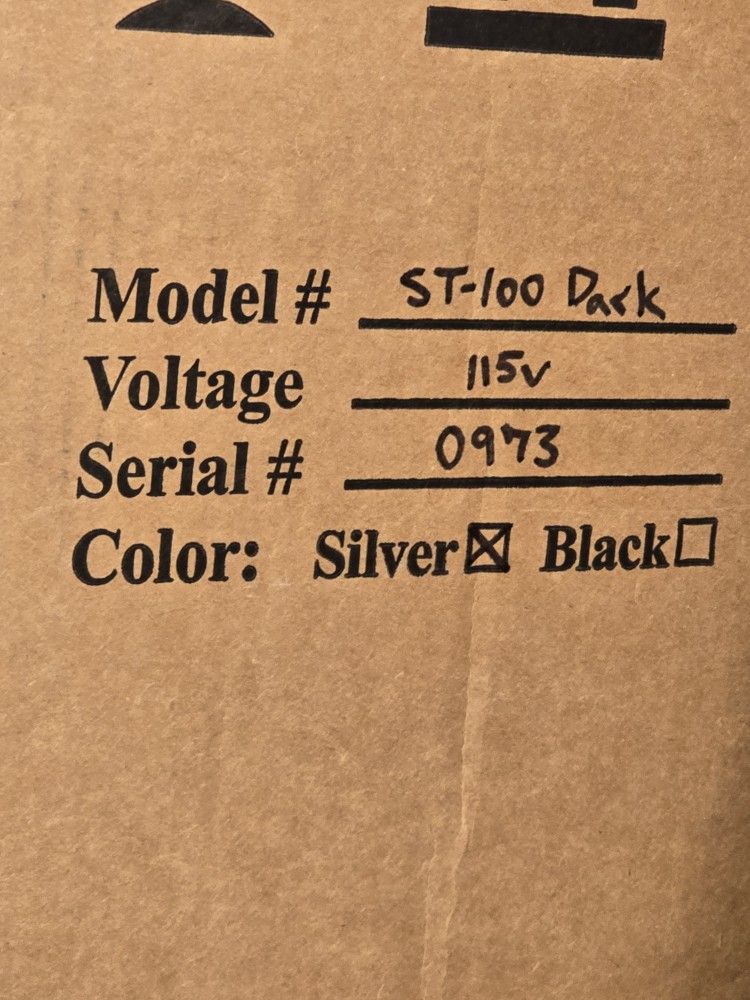 Model # ST-100 Dark
Voltage 115v
Serial # 0973
Color: Silver ☒ Black ☐